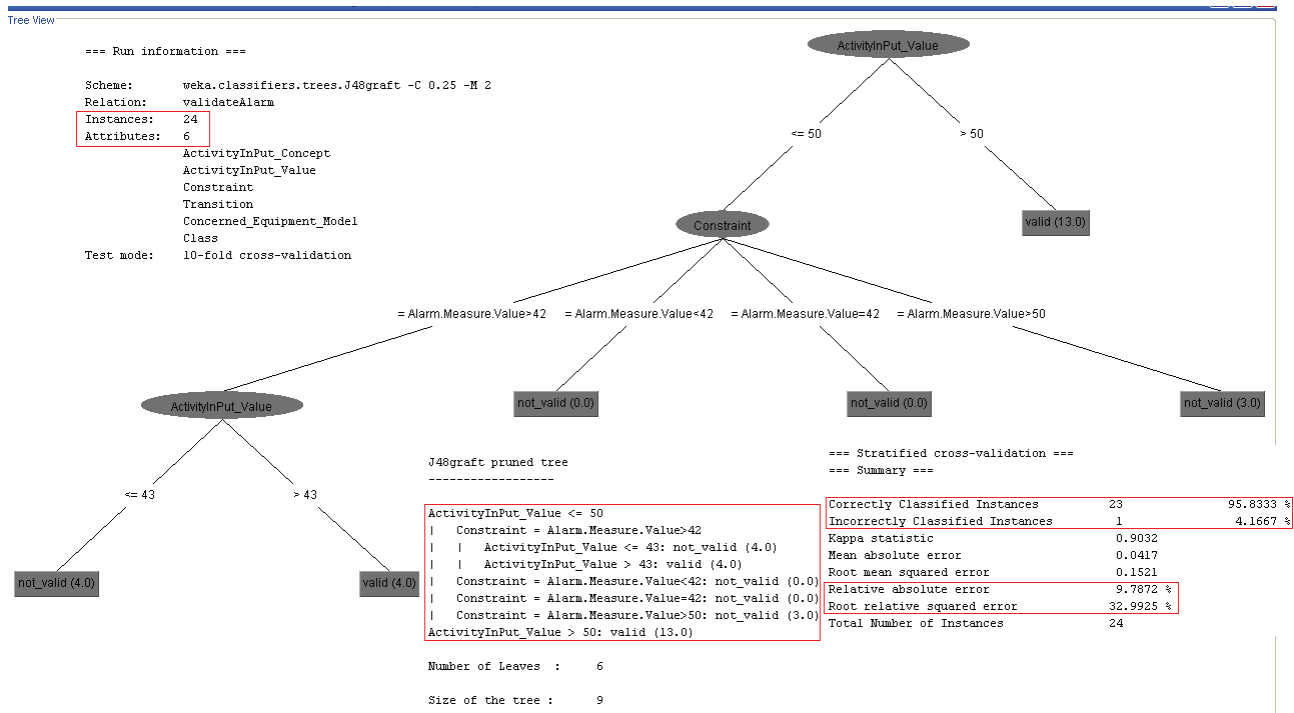 Tree View
=== Run information ===
Scheme: weka.classifiers.trees.J48graft -C 0.25 -M 2
Relation: validateAlarm
Instances: 24
Attributes: 6
ActivityInPut_Concept
ActivityInPut_Value
Constraint
Transition
Concerned_Equipment_Model
Class
Test mode: 10-fold cross-validation
ActivityInPut_Value
<= 50
> 50
Constraint
valid (13.0)
= Alarm.Measure.Value>42
= Alarm.Measure.Value<42
= Alarm.Measure.Value=42
= Alarm.Measure.Value>50
ActivityInPut_Value
not_valid (0.0)
not_valid (0.0)
not_valid (3.0)
<= 43
> 43
not_valid (4.0)
valid (4.0)
J48graft pruned tree
------------------
ActivityInPut_Value <= 50
| Constraint = Alarm.Measure.Value>42
| | ActivityInPut_Value <= 43: not_valid (4.0)
| | ActivityInPut_Value > 43: valid (4.0)
| Constraint = Alarm.Measure.Value<42: not_valid (0.0)
| Constraint = Alarm.Measure.Value=42: not_valid (0.0)
| Constraint = Alarm.Measure.Value>50: not_valid (3.0)
ActivityInPut_Value > 50: valid (13.0)
Number of Leaves : 6
Size of the tree : 9
=== Stratified cross-validation ===
=== Summary ===
Correctly Classified Instances 23 95.8333 %
Incorrectly Classified Instances 1 4.1667 %
Kappa statistic 0.9032
Mean absolute error 0.0417
Root mean squared error 0.1521
Relative absolute error 9.7872 %
Root relative squared error 32.9925 %
Total Number of Instances 24